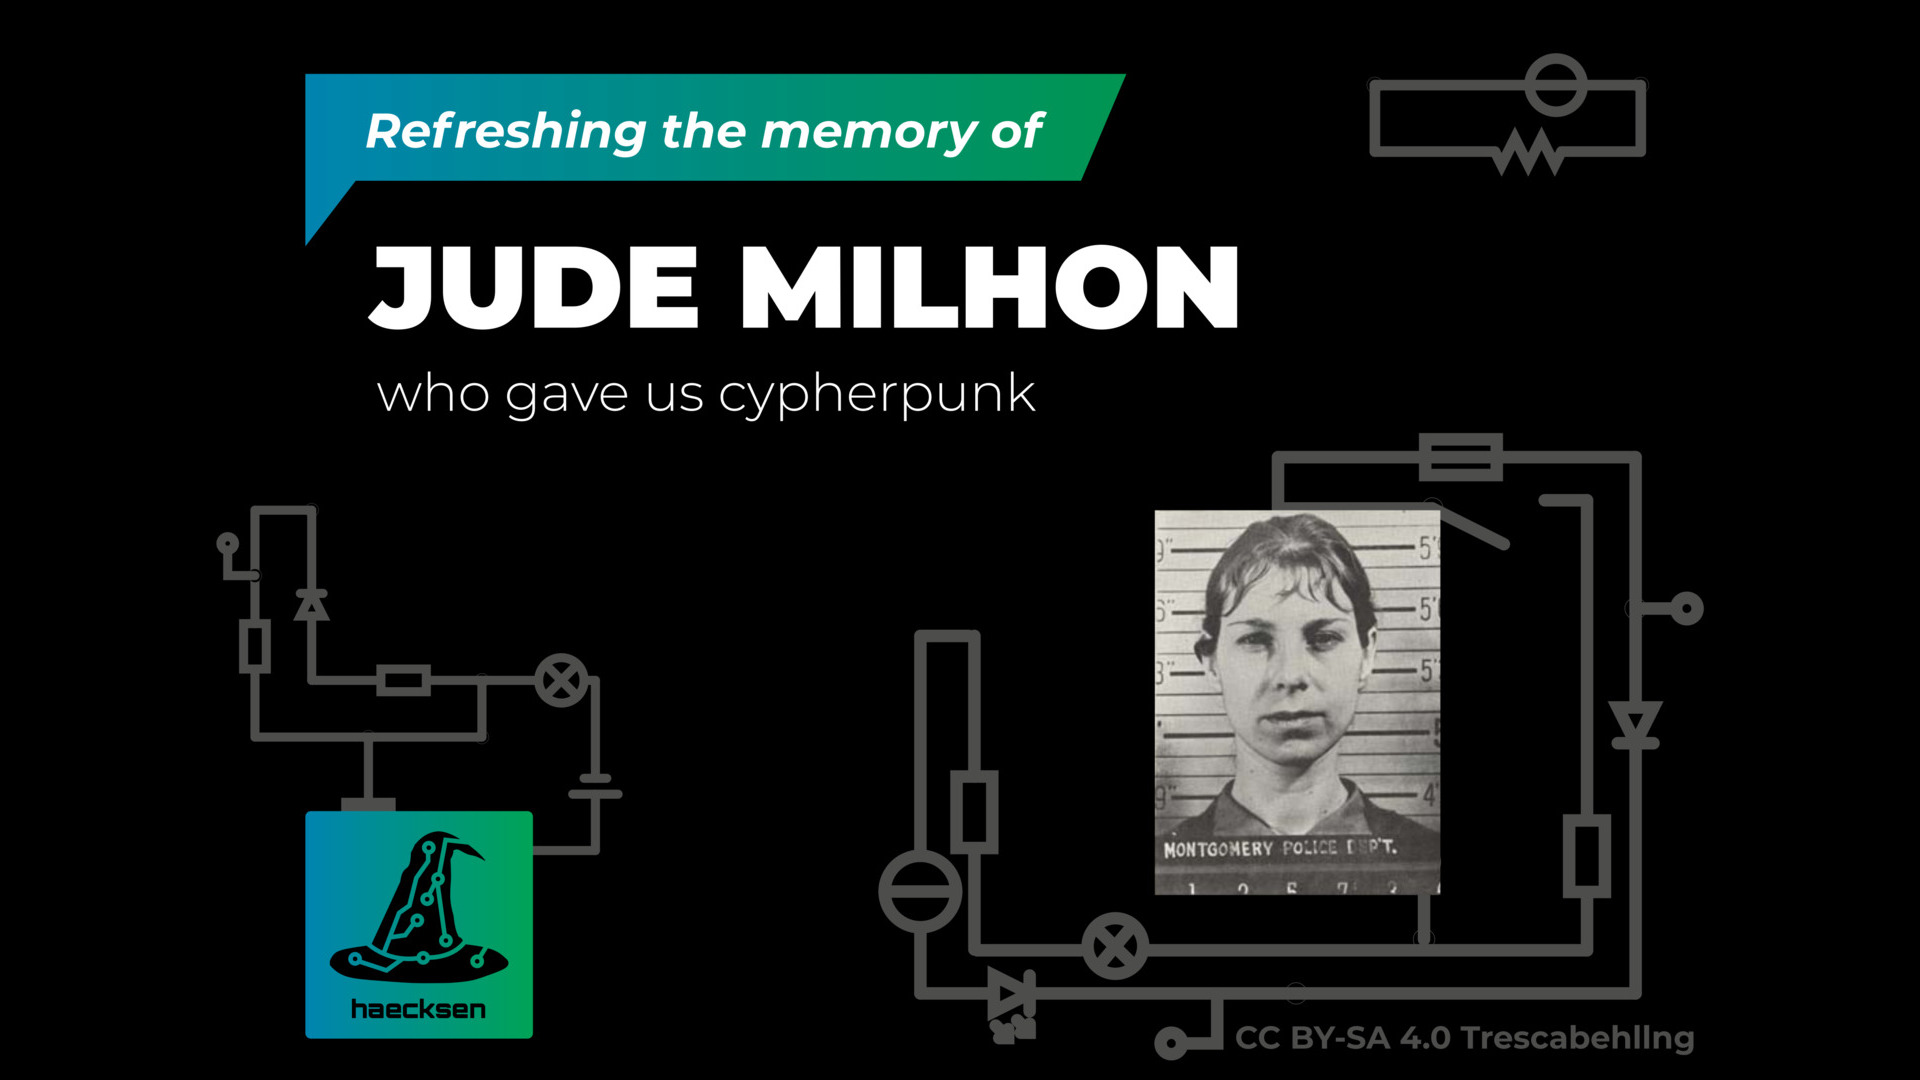 Refreshing the memory of
JUDE MILHON
who gave us cypherpunk
MONTGOMERY POLICE DEP'T.
haecksen
CC BY-SA 4.0 Trescabehllng